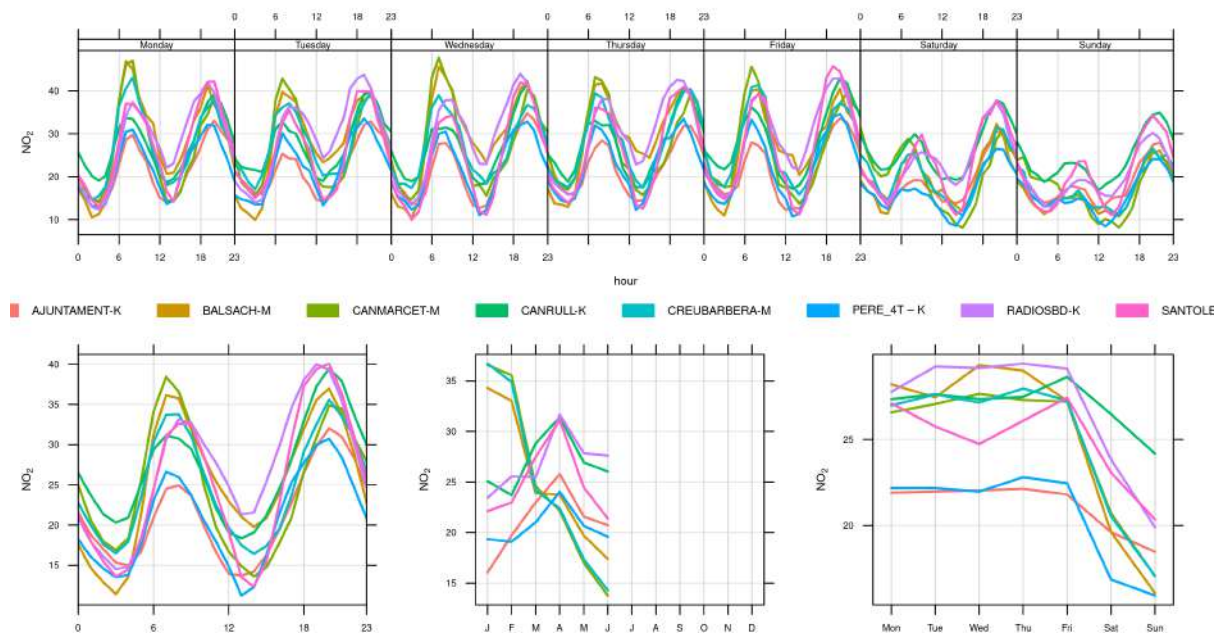 0 6 12 18 23 0 6 12 18 23 0 6 12 18 23
Monday Tuesday Wednesday Thursday Friday Saturday Sunday
NO2
40
30
20
10
0 6 12 18 23 0 6 12 18 23 0 6 12 18 23 0 6 12 18 23
hour
AJUNTAMENT-K BALSACH-M CANMARCET-M CANRULL-K CREUBARBERA-M PERE_4T – K RADIOSBD-K SANTOLE
NO2
40
35
30
25
20
15
0 6 12 18 23
NO2
35
30
25
20
15
J F M A M J J A S O N D
NO2
25
20
Mon Tue Wed Thu Fri Sat Sun